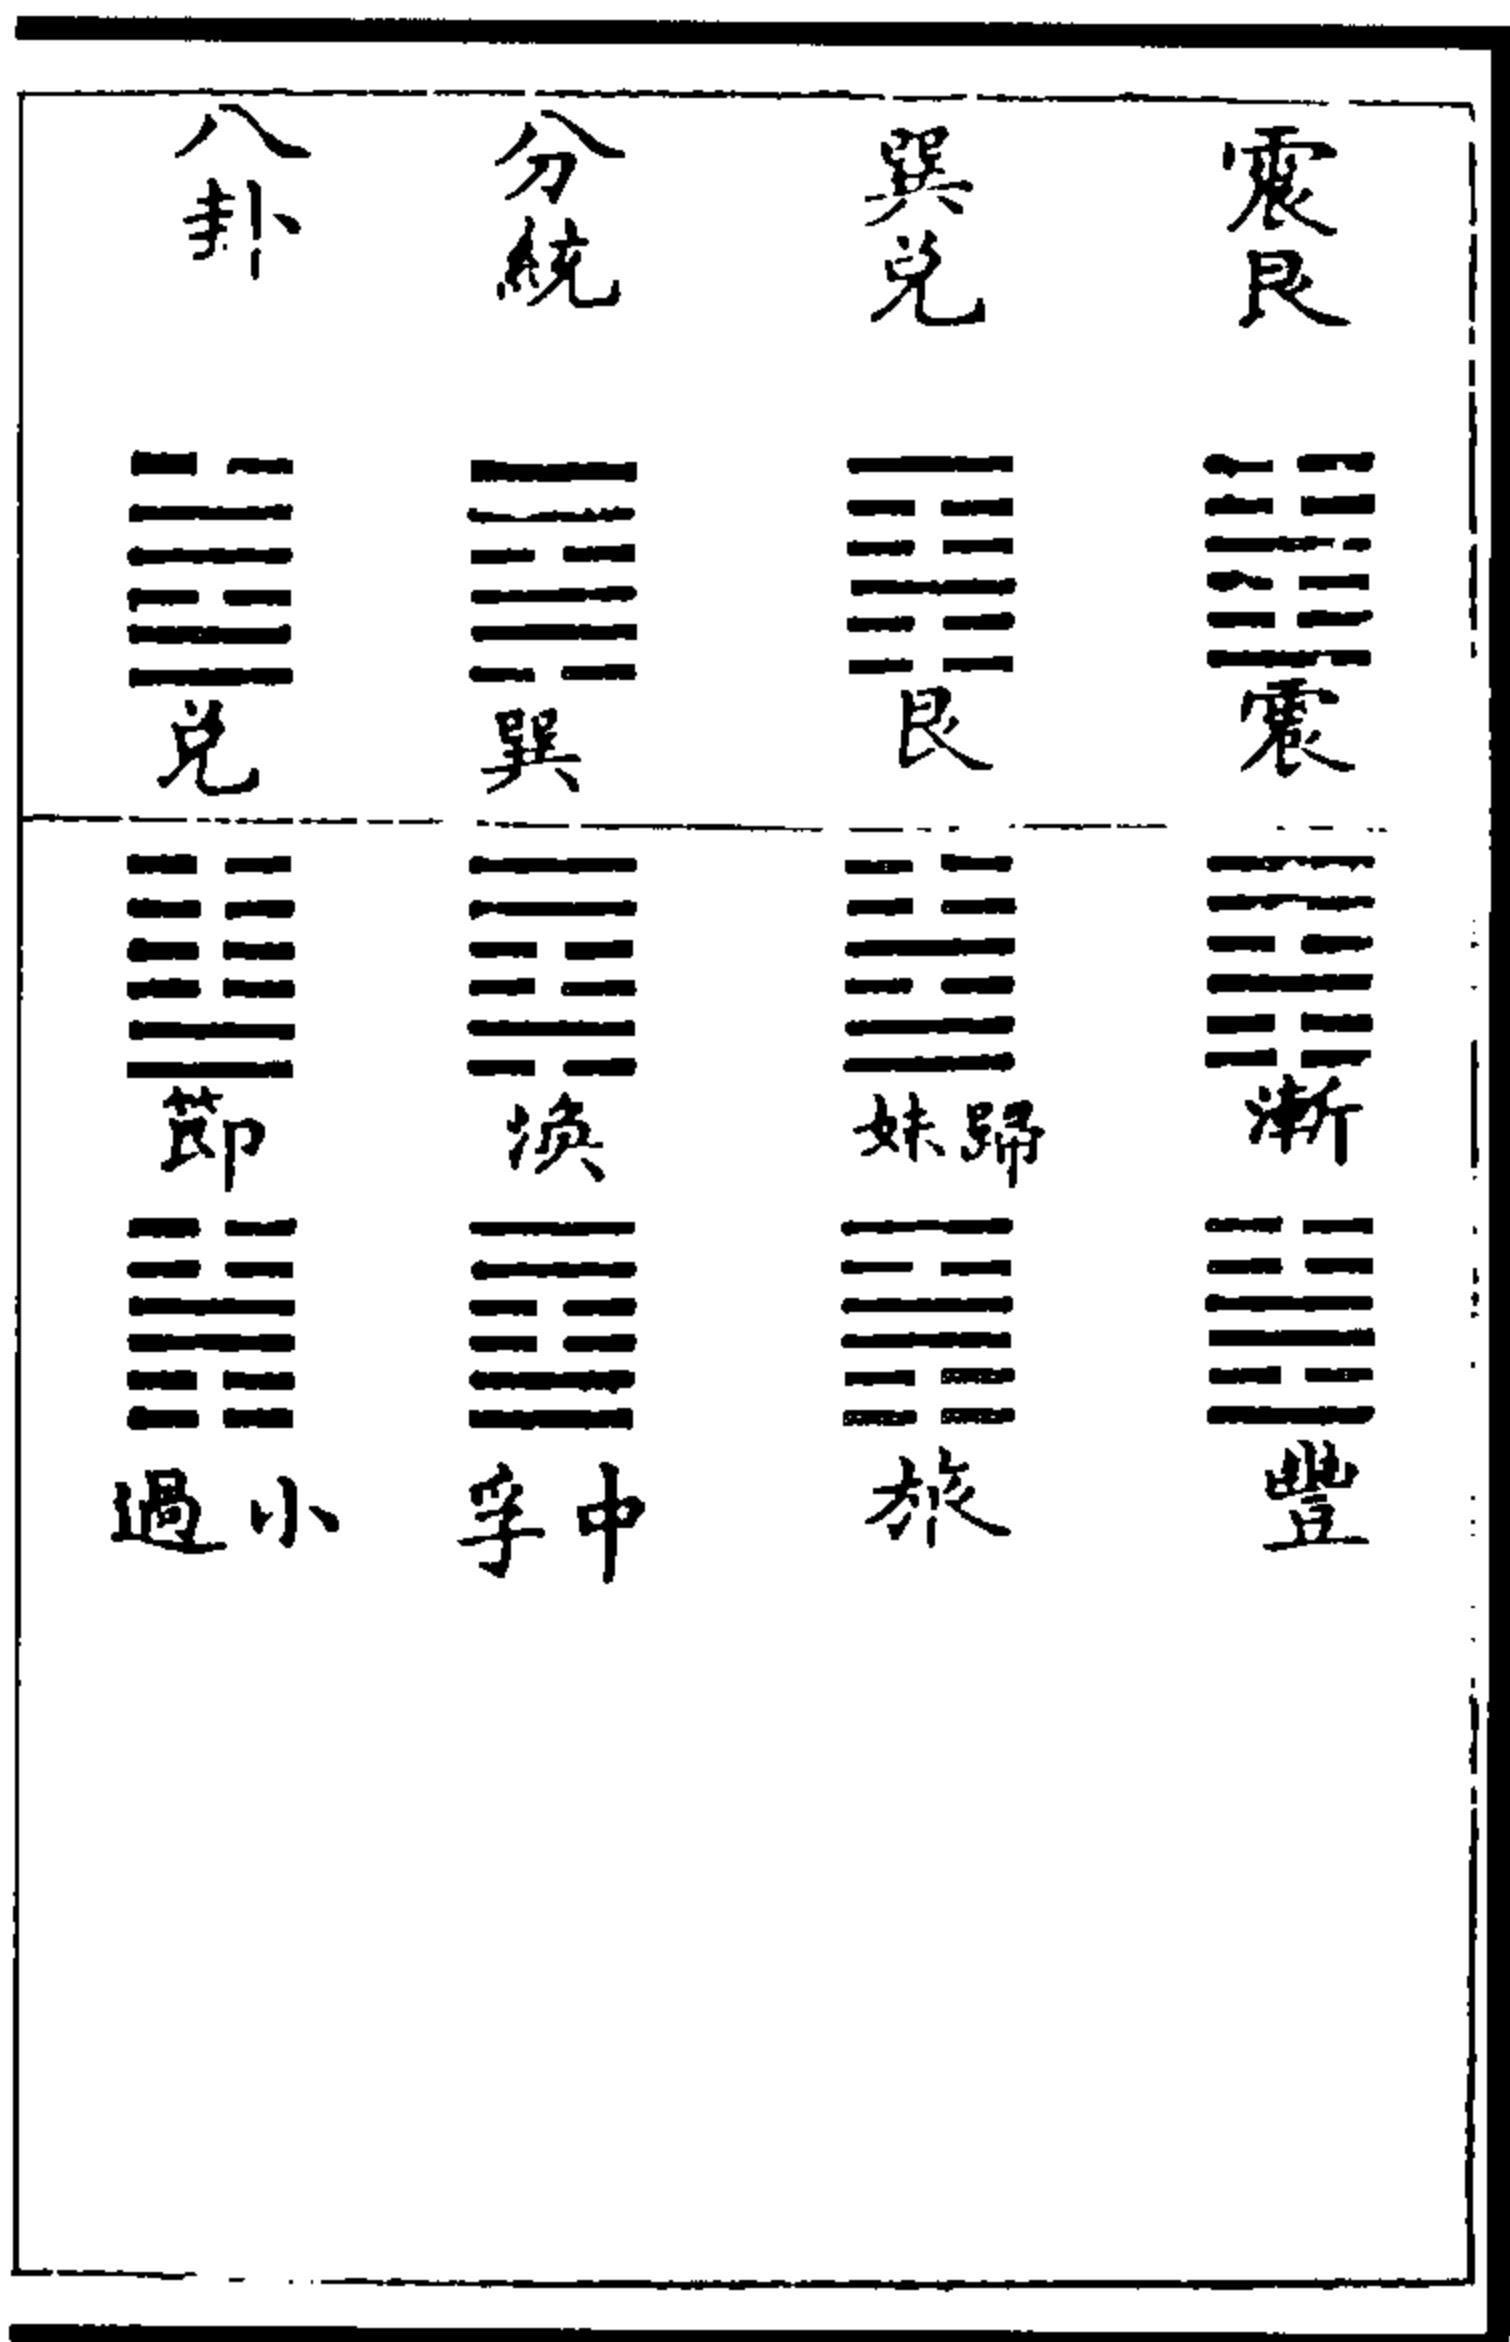 震艮
巽兌
分統
八卦
震
艮
巽
兌
漸
歸妹
渙
節
豐
旅
中孚
小過